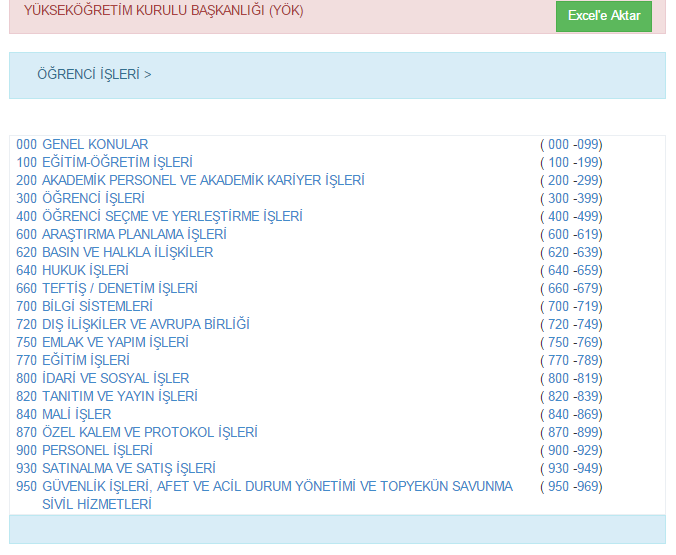 YÜKSEKÖĞRETİM KURULU BAŞKANLIĞI (YÖK)
Excel'e Aktar
ÖĞRENCİ İŞLERİ >
000 GENEL KONULAR ( 000 -099)
100 EĞİTİM-ÖĞRETİM İŞLERİ ( 100 -199)
200 AKADEMİK PERSONEL VE AKADEMİK KARİYER İŞLERİ ( 200 -299)
300 ÖĞRENCİ İŞLERİ ( 300 -399)
400 ÖĞRENCİ SEÇME VE YERLEŞTİRME İŞLERİ ( 400 -499)
600 ARAŞTIRMA PLANLAMA İŞLERİ ( 600 -619)
620 BASIN VE HALKLA İLİŞKİLER ( 620 -639)
640 HUKUK İŞLERİ ( 640 -659)
660 TEFTİŞ / DENETİM İŞLERİ ( 660 -679)
700 BİLGİ SİSTEMLERİ ( 700 -719)
720 DIŞ İLİŞKİLER VE AVRUPA BİRLİĞİ ( 720 -749)
750 EMLAK VE YAPIM İŞLERİ ( 750 -769)
770 EĞİTİM İŞLERİ ( 770 -789)
800 İDARİ VE SOSYAL İŞLER ( 800 -819)
820 TANITIM VE YAYIN İŞLERİ ( 820 -839)
840 MALİ İŞLER ( 840 -869)
870 ÖZEL KALEM VE PROTOKOL İŞLERİ ( 870 -899)
900 PERSONEL İŞLERİ ( 900 -929)
930 SATINALMA VE SATIŞ İŞLERİ ( 930 -949)
950 GÜVENLİK İŞLERİ, AFET VE ACİL DURUM YÖNETİMİ VE TOPYEKÜN SAVUNMA ( 950 -969)
SİVİL HİZMETLERİ